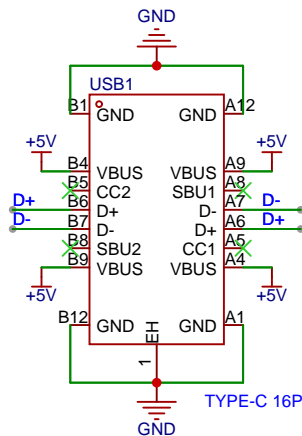 GND
USB1
B1 GND GND A12
+5V +5V
B4 VBUS VBUS A9
B5 CC2 SBU1 A8
D+ B6 D+ D- A7 D-
D- B7 D- D+ A6 D+
B8 SBU2 CC1 A5
B9 VBUS VBUS A4
+5V +5V
B12 GND GND A1
EH
1
TYPE-C 16P
GND